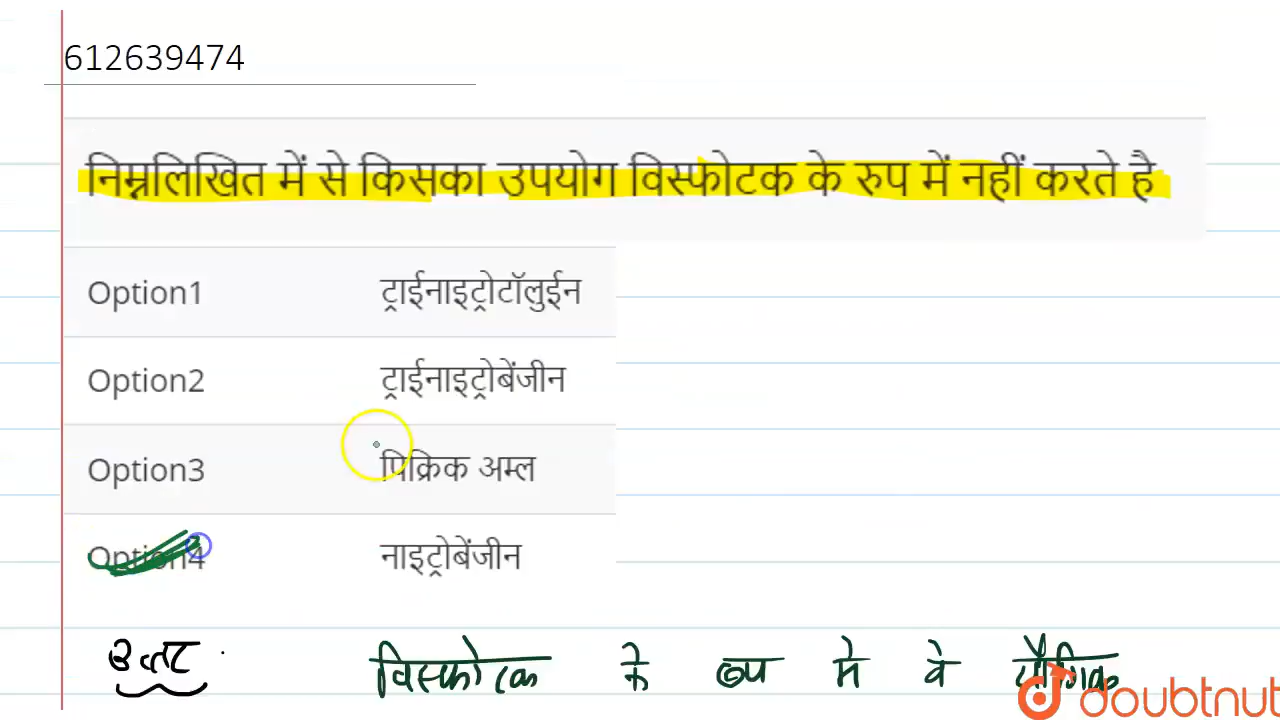 612639474
निम्नलिखित में से किसका उपयोग विस्फोटक के रुप में नहीं करते है
Option1 ट्राईनाइट्रोटॉलुईन
Option2 ट्राईनाइट्रोबेंजीन
Option3 पिक्रिक अम्ल
Option4 नाइट्रोबेंजीन
उत्तर विस्फोटक के रूप मे वे यौगिक
doubtnut